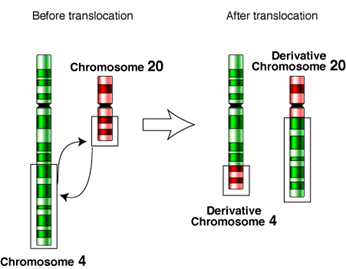 Before translocation
After translocation
Chromosome 20
Derivative
Chromosome 20
Derivative
Chromosome 4
Chromosome 4